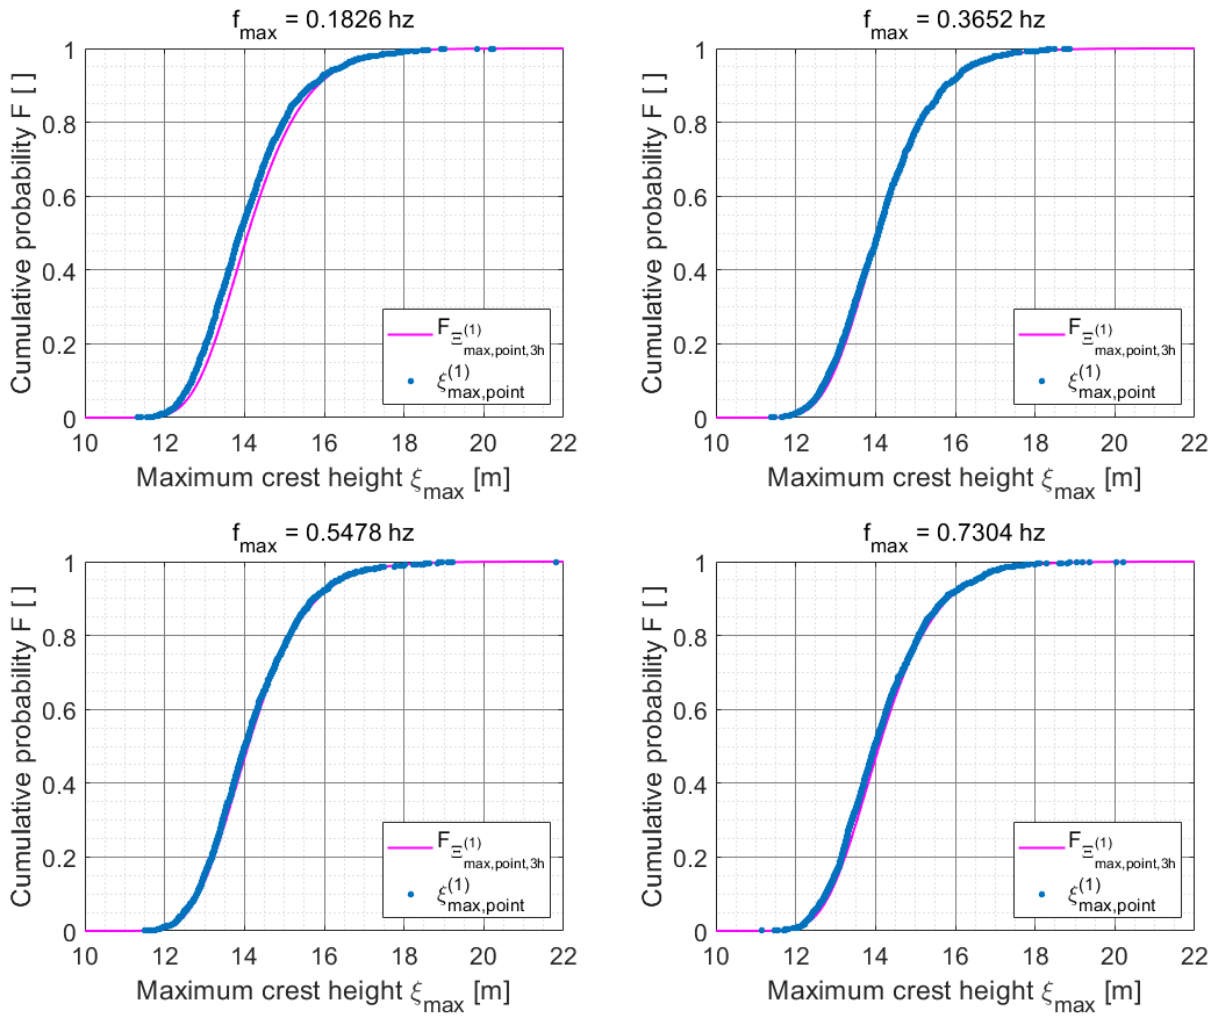 f_max = 0.1826 hz
Cumulative probability F [ ]
1
0.8
0.6
0.4
0.2
0
F_Ξ^(1)_max,point,3h
ξ^(1)_max,point
10 12 14 16 18 20 22
Maximum crest height ξ_max [m]
f_max = 0.3652 hz
Cumulative probability F [ ]
1
0.8
0.6
0.4
0.2
0
F_Ξ^(1)_max,point,3h
ξ^(1)_max,point
10 12 14 16 18 20 22
Maximum crest height ξ_max [m]
f_max = 0.5478 hz
Cumulative probability F [ ]
1
0.8
0.6
0.4
0.2
0
F_Ξ^(1)_max,point,3h
ξ^(1)_max,point
10 12 14 16 18 20 22
Maximum crest height ξ_max [m]
f_max = 0.7304 hz
Cumulative probability F [ ]
1
0.8
0.6
0.4
0.2
0
F_Ξ^(1)_max,point,3h
ξ^(1)_max,point
10 12 14 16 18 20 22
Maximum crest height ξ_max [m]